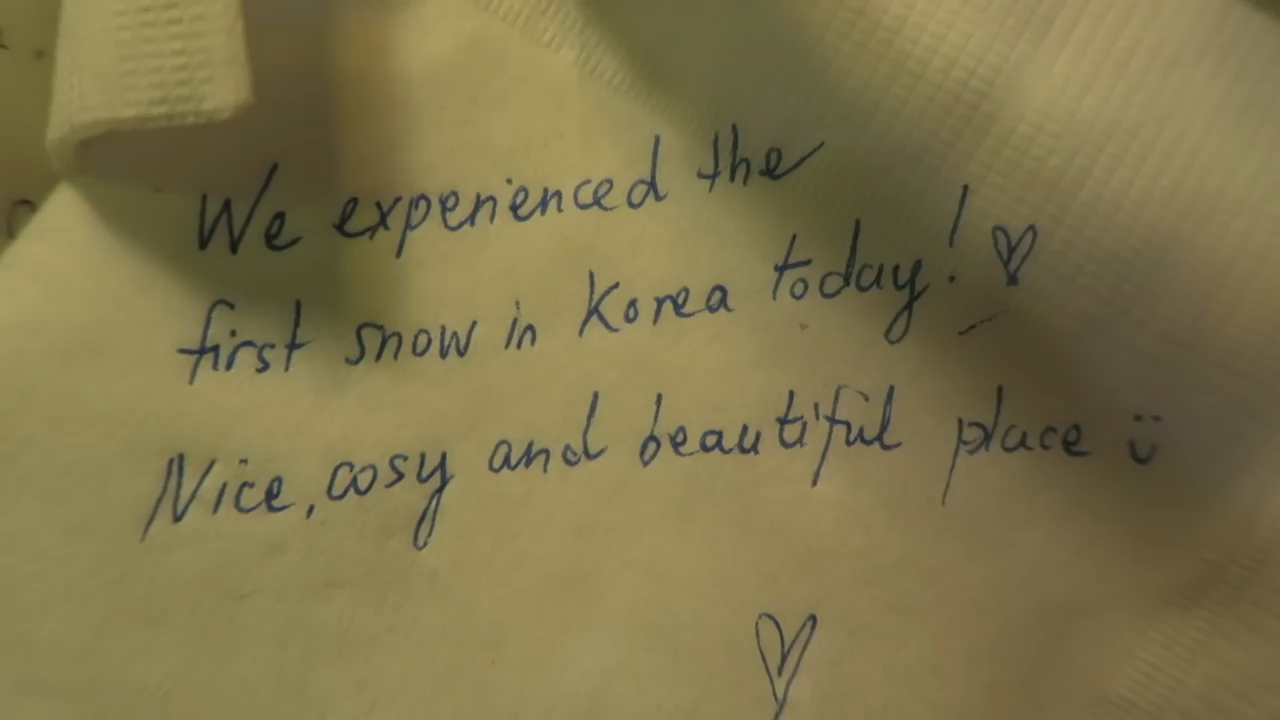 We experienced the
first snow in Korea today! ♡
Nice, cosy and beautiful place ü
♡